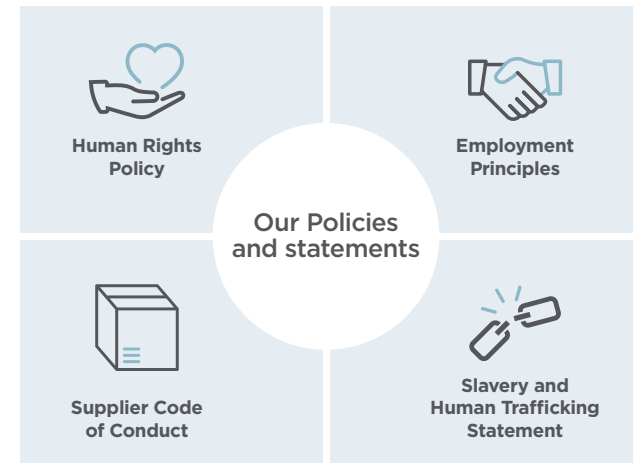 Human Rights
Policy
Employment
Principles
Our Policies
and statements
Supplier Code
of Conduct
Slavery and
Human Trafficking
Statement